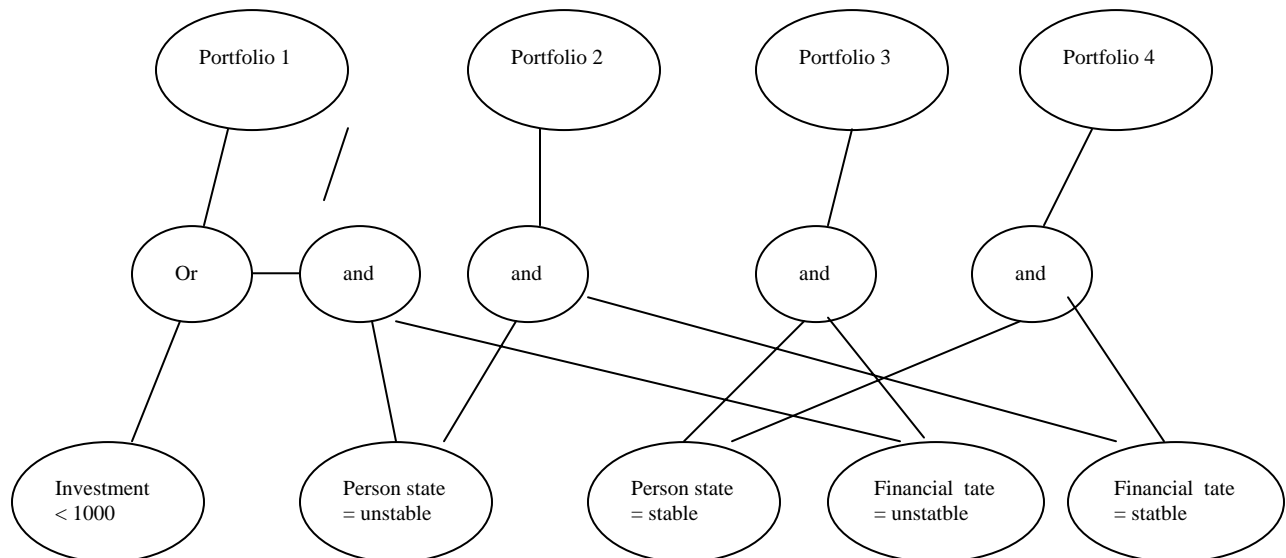 Portfolio 1
Portfolio 2
Portfolio 3
Portfolio 4
Or
and
and
and
and
Investment
< 1000
Person state
= unstable
Person state
= stable
Financial tate
= unstatble
Financial tate
= statble